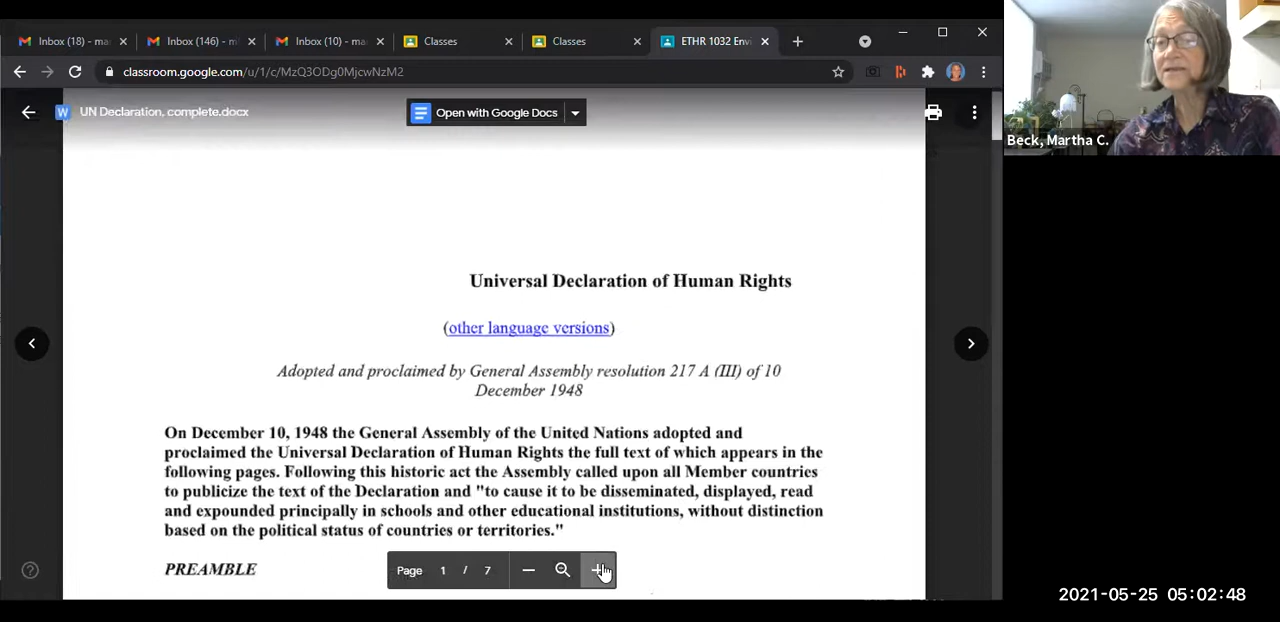 Inbox (18) - ma
Inbox (146) - m
Inbox (10) - ma
Classes
Classes
ETHR 1032 Env
classroom.google.com/u/1/c/MzQ3ODg0MjcwNzM2
W
UN Declaration, complete.docx
Open with Google Docs
Beck, Martha C.
Universal Declaration of Human Rights
(other language versions)
Adopted and proclaimed by General Assembly resolution 217 A (III) of 10
December 1948
On December 10, 1948 the General Assembly of the United Nations adopted and
proclaimed the Universal Declaration of Human Rights the full text of which appears in the
following pages. Following this historic act the Assembly called upon all Member countries
to publicize the text of the Declaration and "to cause it to be disseminated, displayed, read
and expounded principally in schools and other educational institutions, without distinction
based on the political status of countries or territories."
PREAMBLE
Page 1 / 7
2021-05-25 05:02:48